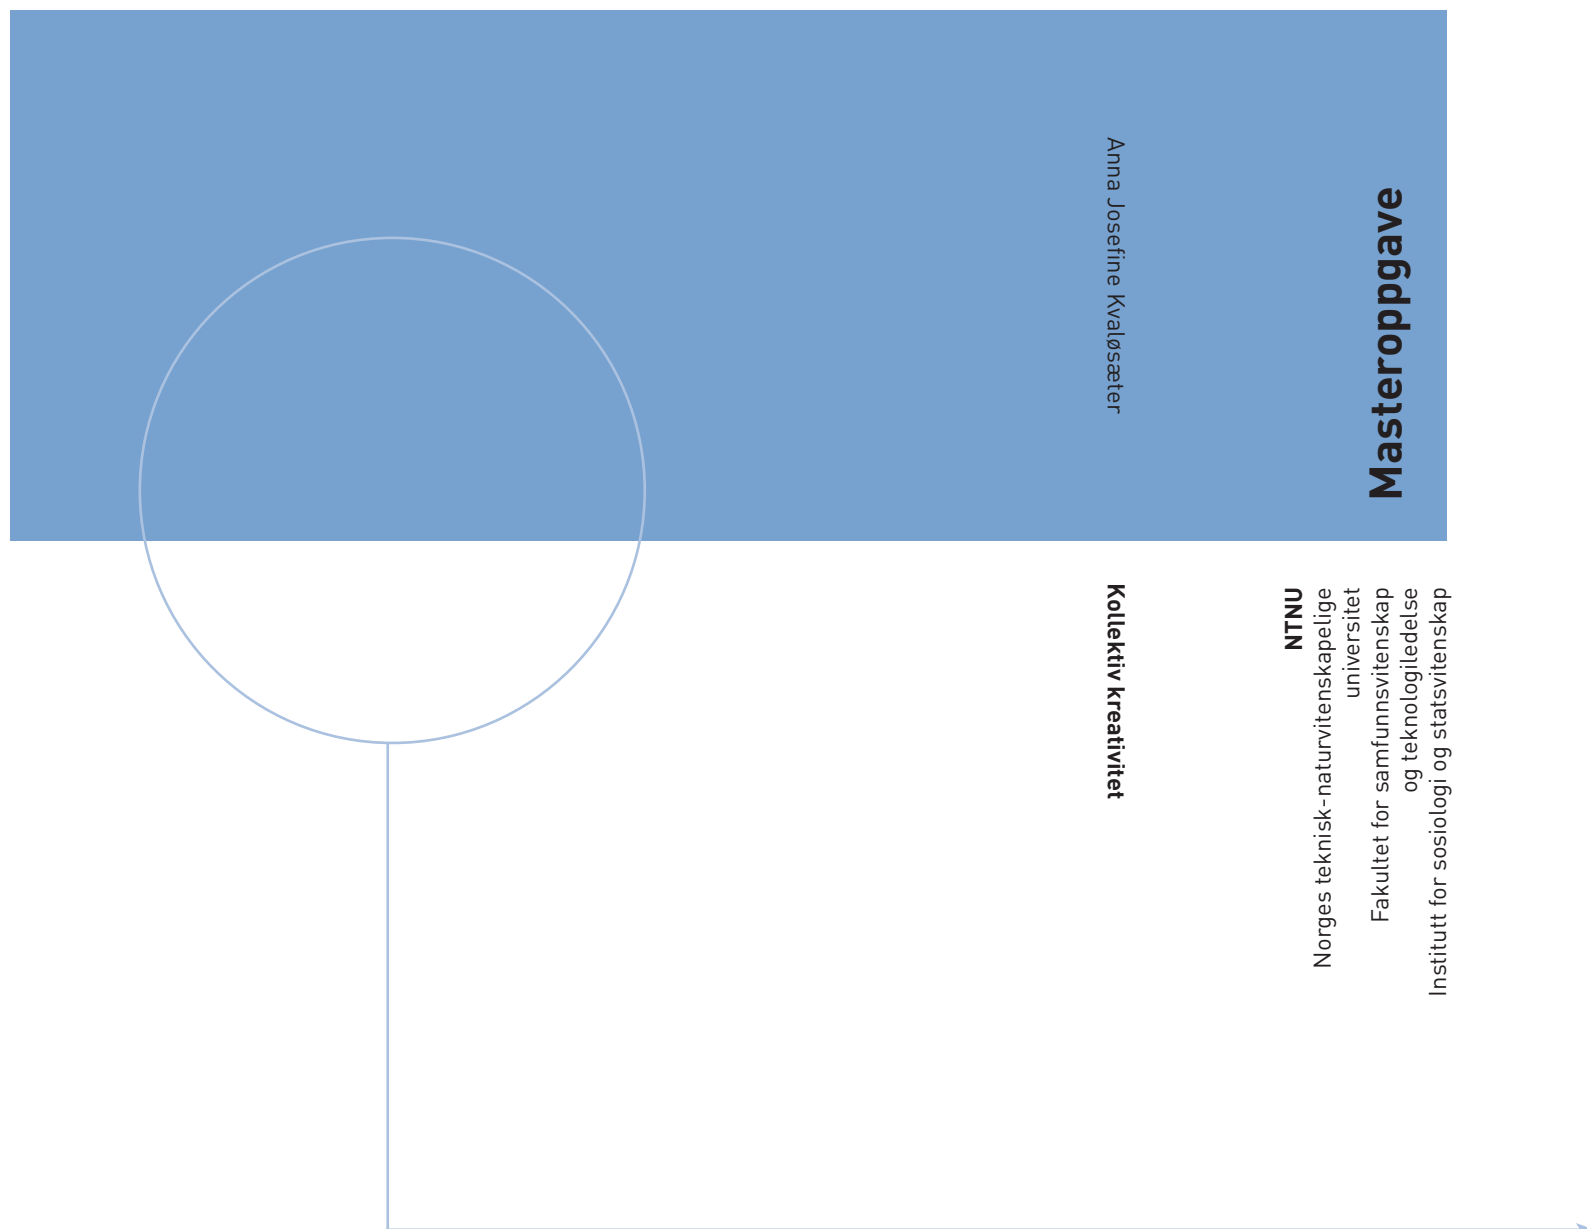 Anna Josefine Kvaløsæter
Kollektiv kreativitet
Masteroppgave
NTNU
Norges teknisk-naturvitenskapelige
universitet
Fakultet for samfunnsvitenskap
og teknologiledelse
Institutt for sosiologi og statsvitenskap